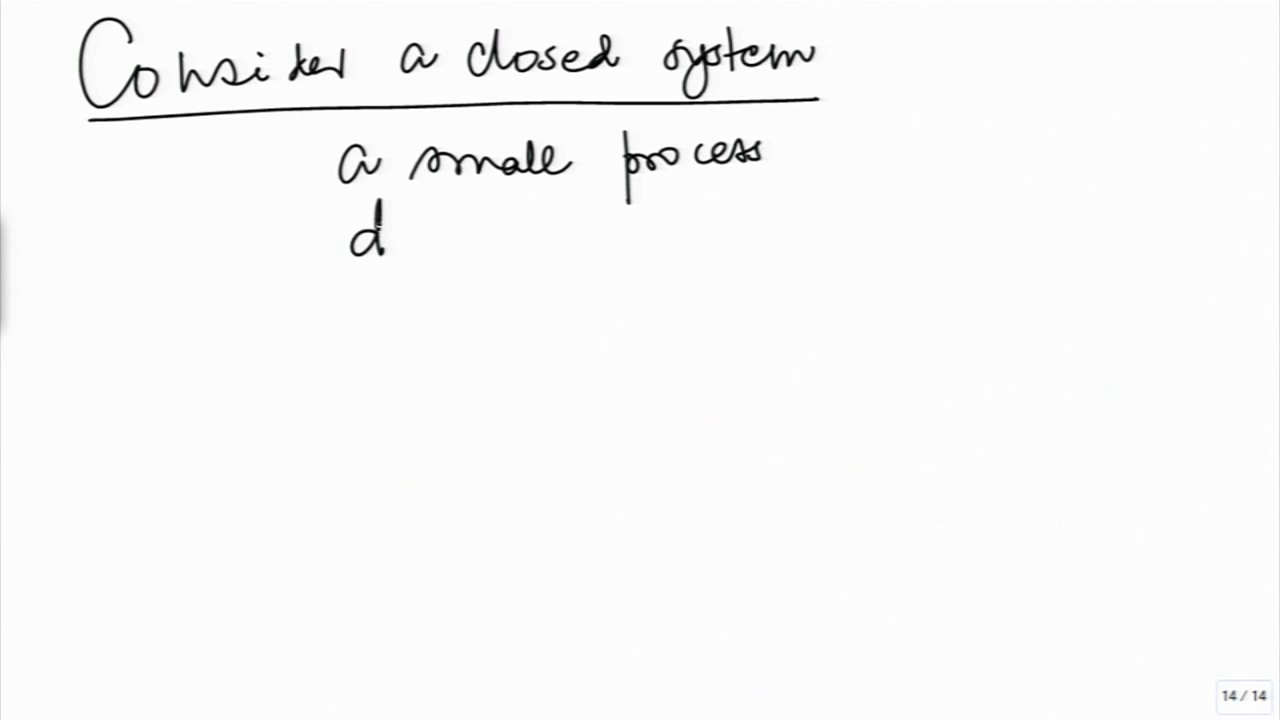 Consider a closed system
a small process
d
14 / 14